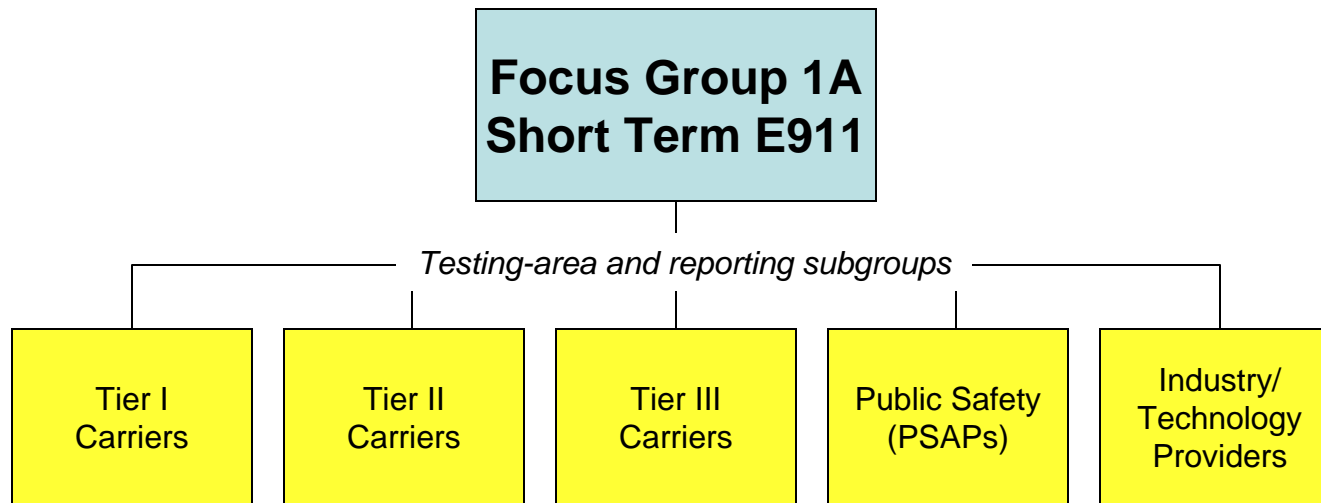 Focus Group 1A
Short Term E911
Testing-area and reporting subgroups
Tier I
Carriers
Tier II
Carriers
Tier III
Carriers
Public Safety
(PSAPs)
Industry/
Technology
Providers